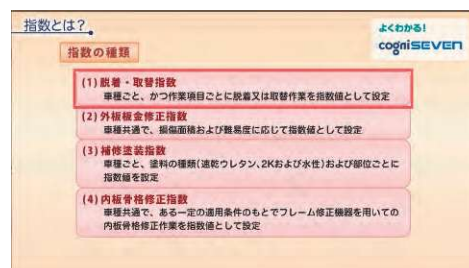 指数とは?
よくわかる!
cogniSEVEN
指数の種類
(1)脱着・取替指数
車種ごと、かつ作業項目ごとに脱着又は取替作業を指数値として設定
(2)外板板金修正指数
車種共通で、損傷面積および難易度に応じて指数値として設定
(3)補修塗装指数
車種ごと、塗料の種類(速乾ウレタン、2Kおよび水性)および部位ごとに
指数値を設定
(4)内板骨格修正指数
車種共通で、ある一定の適用条件のもとでフレーム修正機器を用いての
内板骨格修正作業を指数値として設定